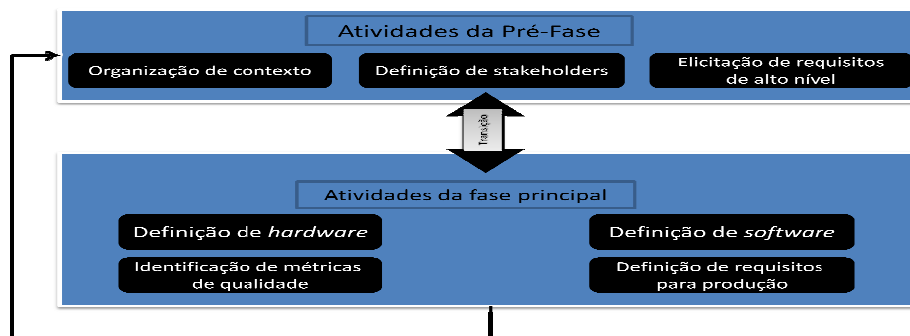 Atividades da Pré-Fase
Organização de contexto
Definição de stakeholders
Elicitação de requisitos
de alto nível
Transição
Atividades da fase principal
Definição de hardware
Definição de software
Identificação de métricas
de qualidade
Definição de requisitos
para produção